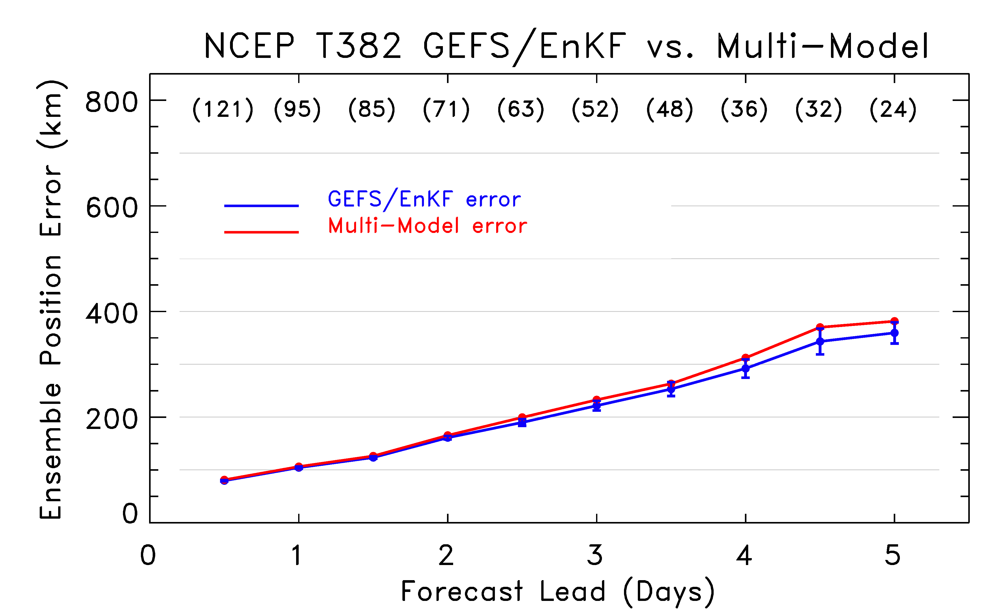 NCEP T382 GEFS/EnKF vs. Multi-Model
Ensemble Position Error (km)
800
600
400
200
0
(121) (95) (85) (71) (63) (52) (48) (36) (32) (24)
GEFS/EnKF error
Multi-Model error
0 1 2 3 4 5
Forecast Lead (Days)